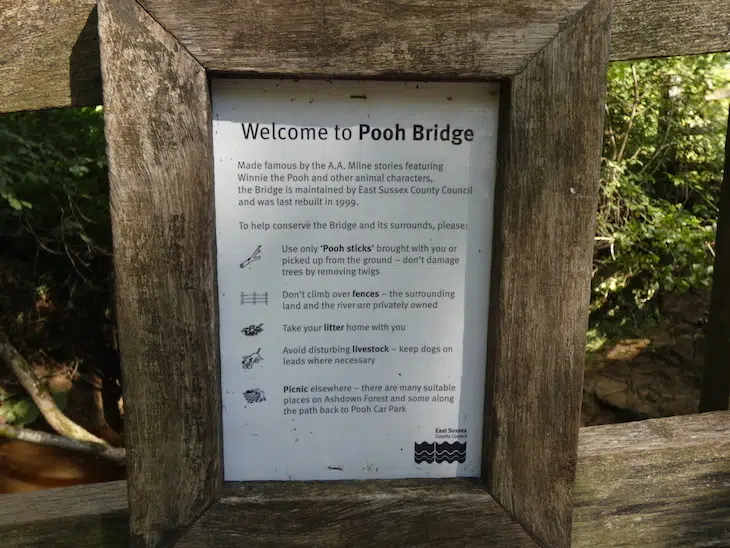 Welcome to Pooh Bridge
Made famous by the A.A. Milne stories featuring
Winnie the Pooh and other animal characters,
the Bridge is maintained by East Sussex County Council
and was last rebuilt in 1999.
To help conserve the Bridge and its surrounds, please:
Use only ‘Pooh sticks’ brought with you or
picked up from the ground – don’t damage
trees by removing twigs
Don’t climb over fences – the surrounding
land and the river are privately owned
Take your litter home with you
Avoid disturbing livestock – keep dogs on
leads where necessary
Picnic elsewhere – there are many suitable
places on Ashdown Forest and some along
the path back to Pooh Car Park
East Sussex
County Council